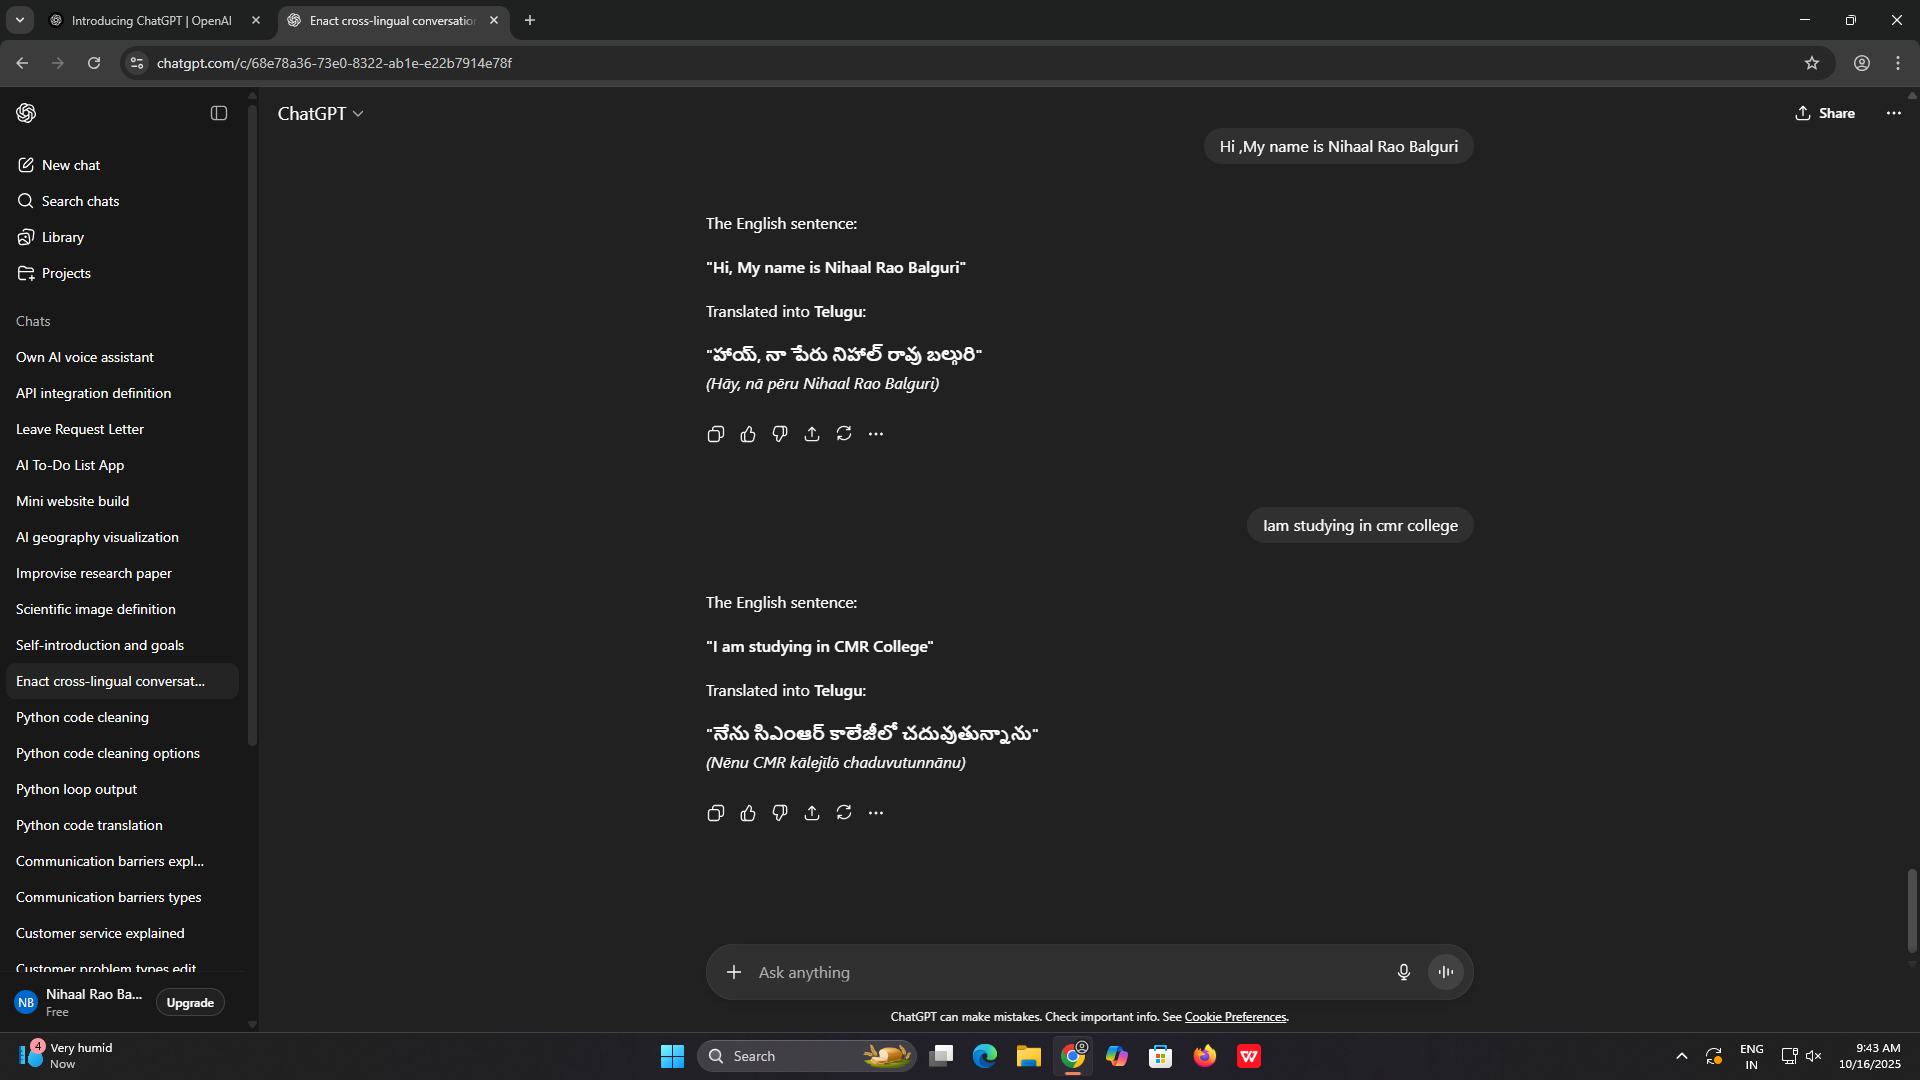 Introducing ChatGPT | OpenAI
Enact cross-lingual conversation
chatgpt.com/c/68e78a36-73e0-8322-ab1e-e22b7914e78f
ChatGPT
Share
New chat
Search chats
Library
Projects
Chats
Own AI voice assistant
API integration definition
Leave Request Letter
AI To-Do List App
Mini website build
AI geography visualization
Improvise research paper
Scientific image definition
Self-introduction and goals
Enact cross-lingual conversat...
Python code cleaning
Python code cleaning options
Python loop output
Python code translation
Communication barriers expl...
Communication barriers types
Customer service explained
Customer problem types edit
NB
Nihaal Rao Ba...
Free
Upgrade
Hi ,My name is Nihaal Rao Balguri
The English sentence:
"Hi, My name is Nihaal Rao Balguri"
Translated into Telugu:
"హాయ్, నా పేరు నిహాల్ రావు బల్గురి"
(Hāy, nā pēru Nihaal Rao Balguri)
Iam studying in cmr college
The English sentence:
"I am studying in CMR College"
Translated into Telugu:
"నేను సిఎంఆర్ కాలేజీలో చదువుతున్నాను"
(Nēnu CMR kālejīlō chaduvutunnānu)
Ask anything
ChatGPT can make mistakes. Check important info. See Cookie Preferences.
4
Very humid
Now
Search
W
ENG
IN
9:43 AM
10/16/2025